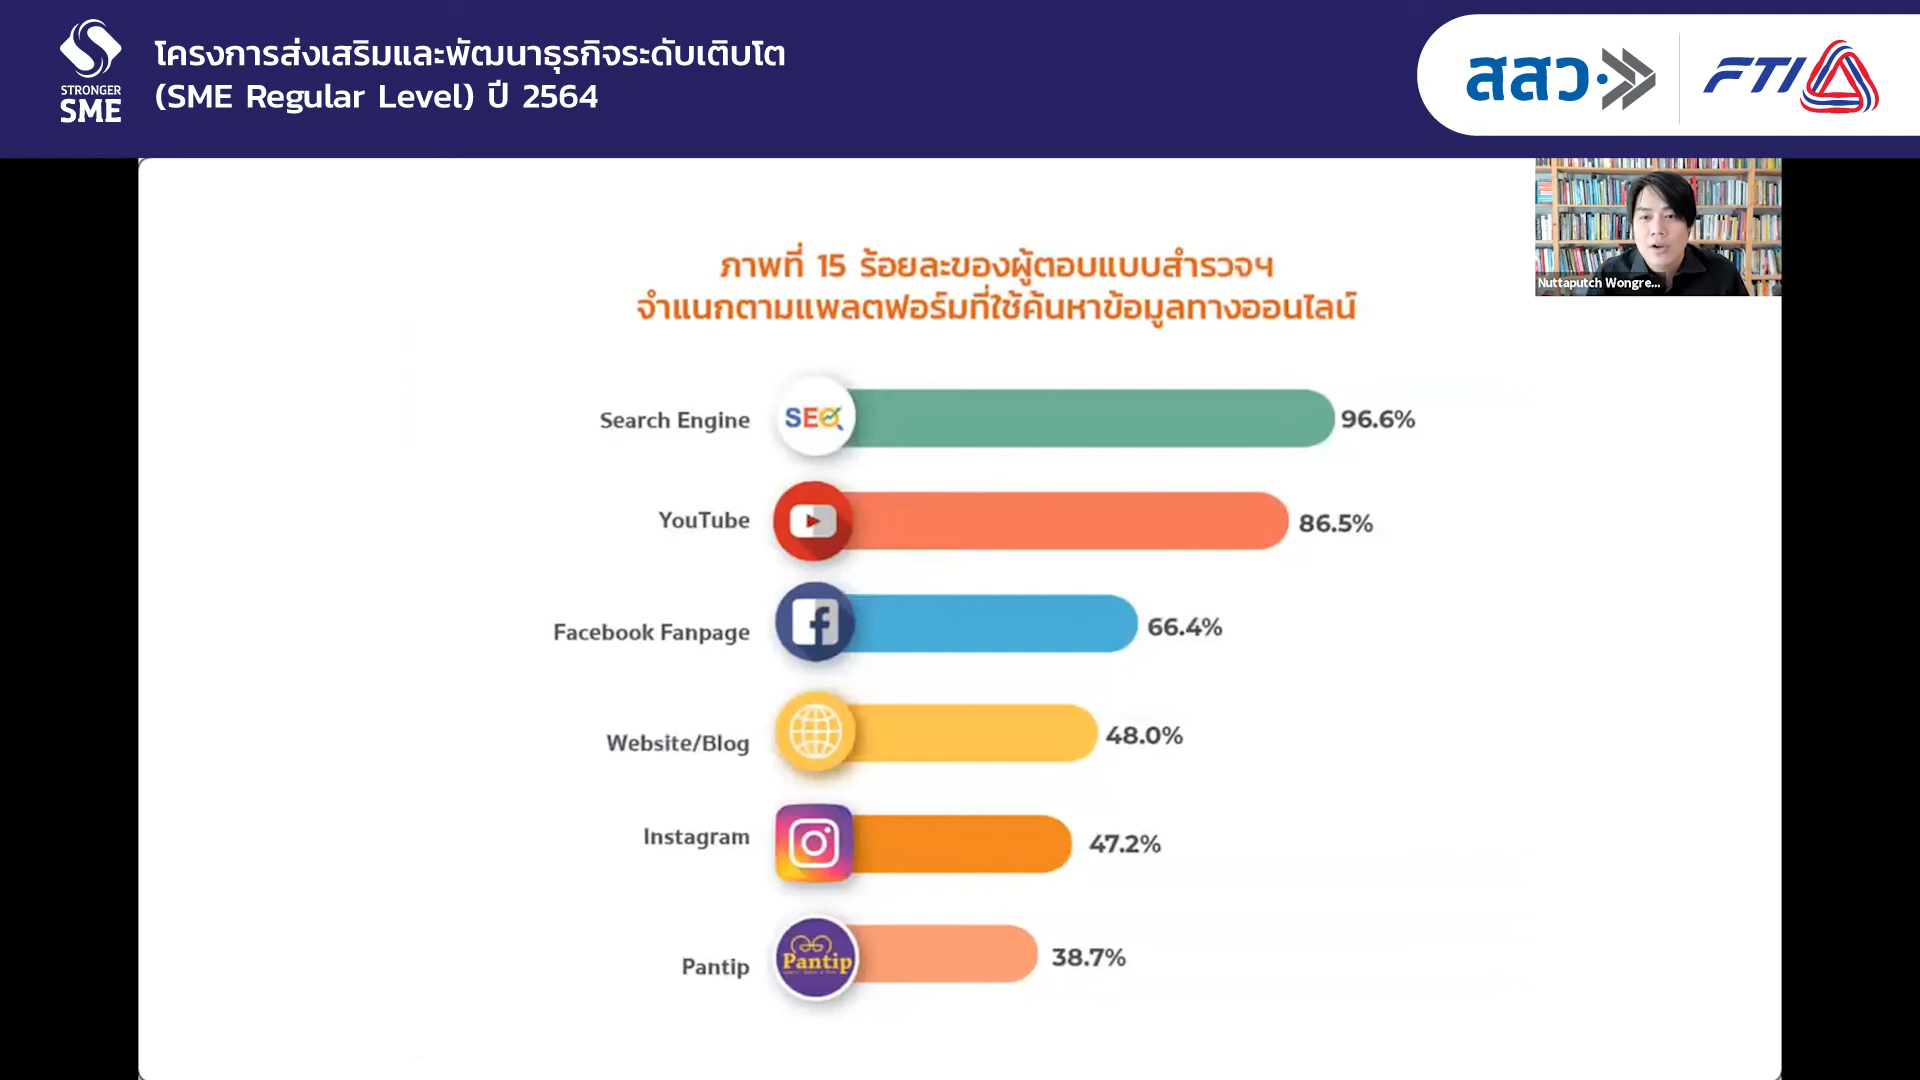 STRONGER
SME
โครงการส่งเสริมและพัฒนาธุรกิจระดับเติบโต
(SME Regular Level) ปี 2564
สสว
FTI
Nuttaputch Wongre...
ภาพที่ 15 ร้อยละของผู้ตอบแบบสำรวจฯ
จำแนกตามแพลตฟอร์มที่ใช้ค้นหาข้อมูลทางออนไลน์
Search Engine SEO 96.6%
YouTube 86.5%
Facebook Fanpage 66.4%
Website/Blog 48.0%
Instagram 47.2%
Pantip Pantip 38.7%